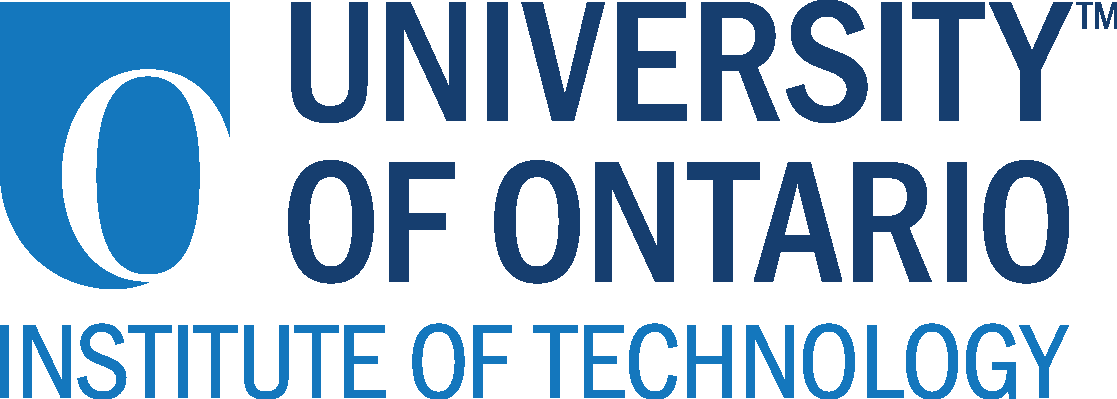 UNIVERSITY™
OF ONTARIO
INSTITUTE OF TECHNOLOGY